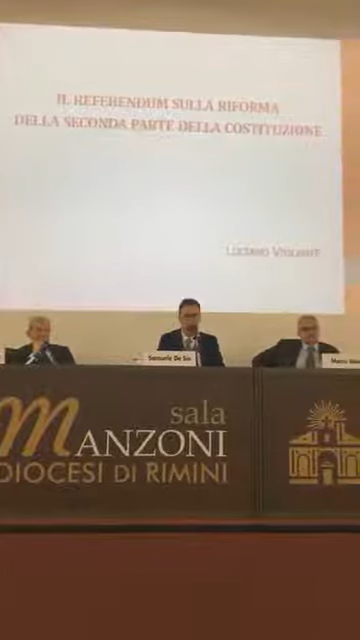 IL REFERENDUM SULLA RIFORMA
DELLA SECONDA PARTE DELLA COSTITUZIONE
LUCIANO VIOLANTE
Samuele De Sio
Marco
sala
MANZONI
DIOCESI DI RIMINI